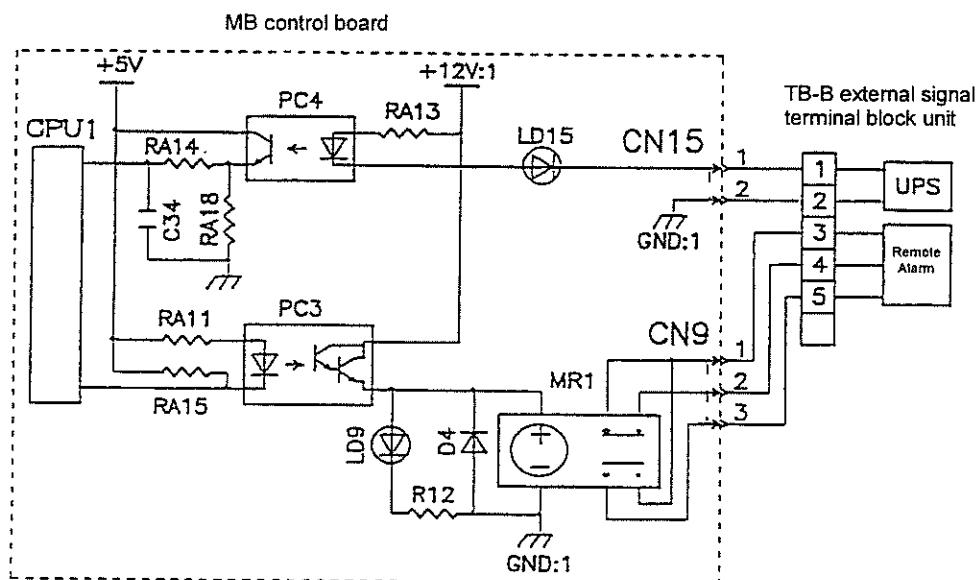 MB control board
+5V
+12V:1
TB-B external signal
terminal block unit
PC4
RA13
CPU1
RA14
LD15
CN15
1
1
UPS
2
2
C34
RA18
GND:1
3
Remote
Alarm
4
5
RA11
PC3
CN9
1
RA15
MR1
2
3
LD9
D4
+
−
R12
GND:1